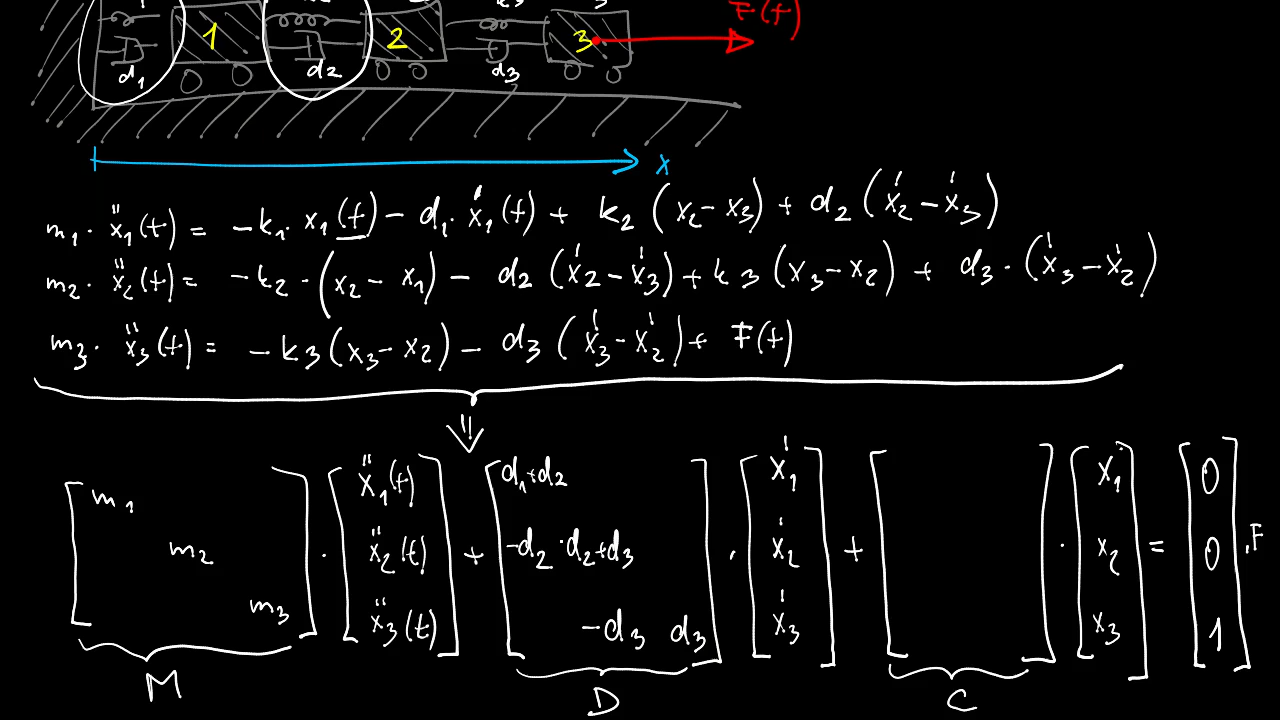 1 2 k3 3 F(t)
d1 d2 d3
x
m1 · ẍ1(t) = -k1 · x1(t) - d1 · ẋ1(t) + k2 (x2 - x3) + d2 (ẋ2 - ẋ3)
m2 · ẍ2(t) = -k2 · (x2 - x1) - d2 (ẋ2 - ẋ3) + k3 (x3 - x2) + d3 · (ẋ3 - ẋ2)
m3 · ẍ3(t) = -k3 (x3 - x2) - d3 (ẋ3 - ẋ2) + F(t)
⇓
m1 ẍ1(t) d1+d2 ẋ1 x1 0
m2 · ẍ2(t) + -d2 · d2+d3 · ẋ2 + · x2 = 0 · F
m3 ẍ3(t) -d3 d3 ẋ3 x3 1
M D C